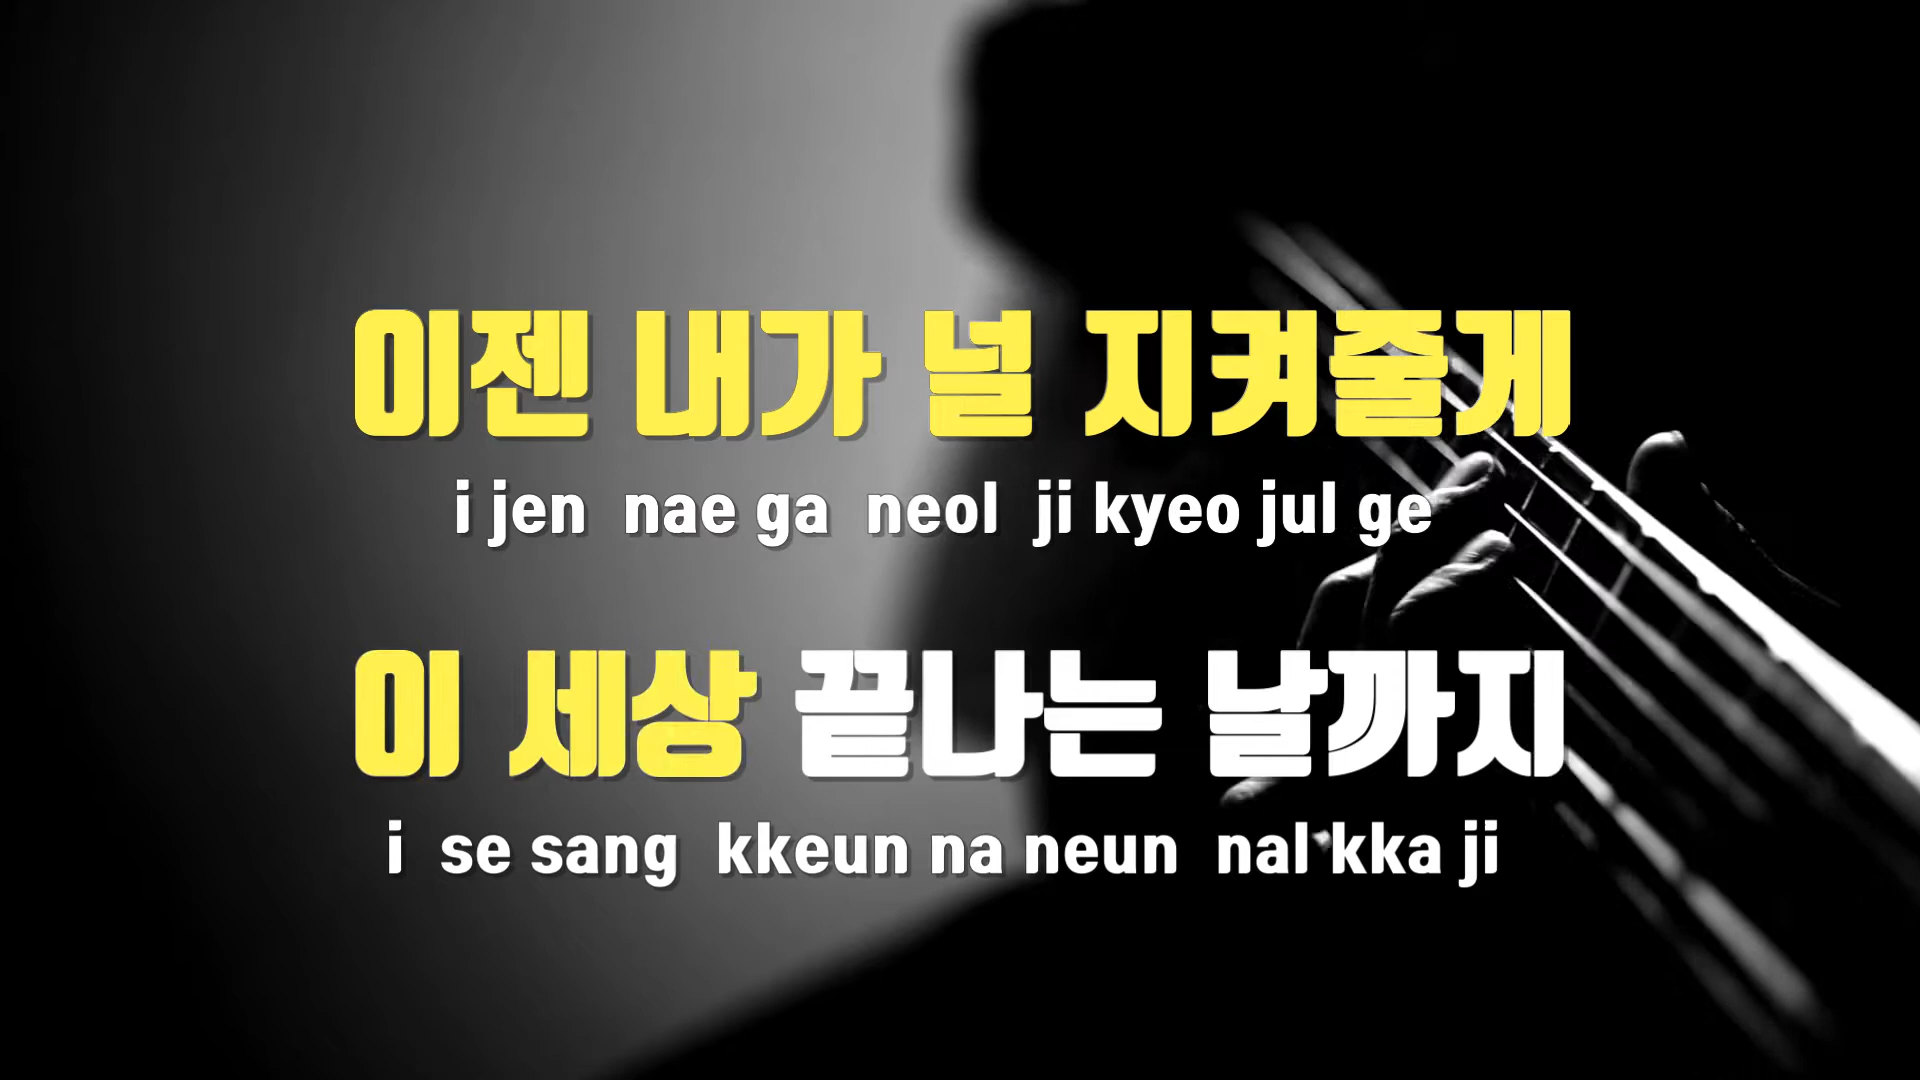 이젠 내가 널 지켜줄게
i jen nae ga neol ji kyeo jul ge
이 세상 끝나는 날까지
i se sang kkeun na neun nal kka ji